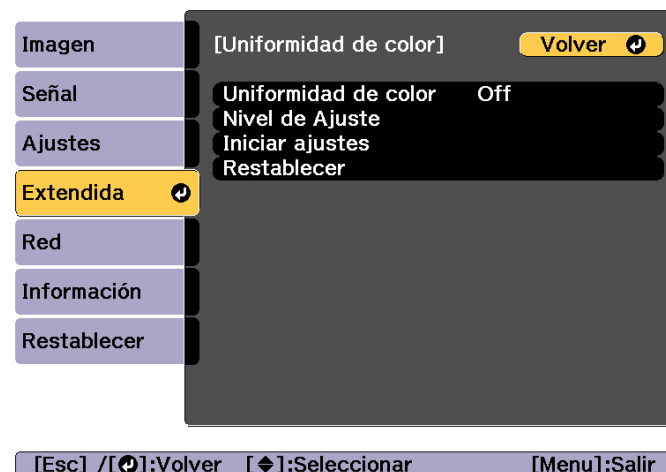 Imagen
Señal
Ajustes
Extendida
Red
Información
Restablecer
[Uniformidad de color] Volver
Uniformidad de color Off
Nivel de Ajuste
Iniciar ajustes
Restablecer
[Esc] /[ ]:Volver [ ]:Seleccionar [Menu]:Salir